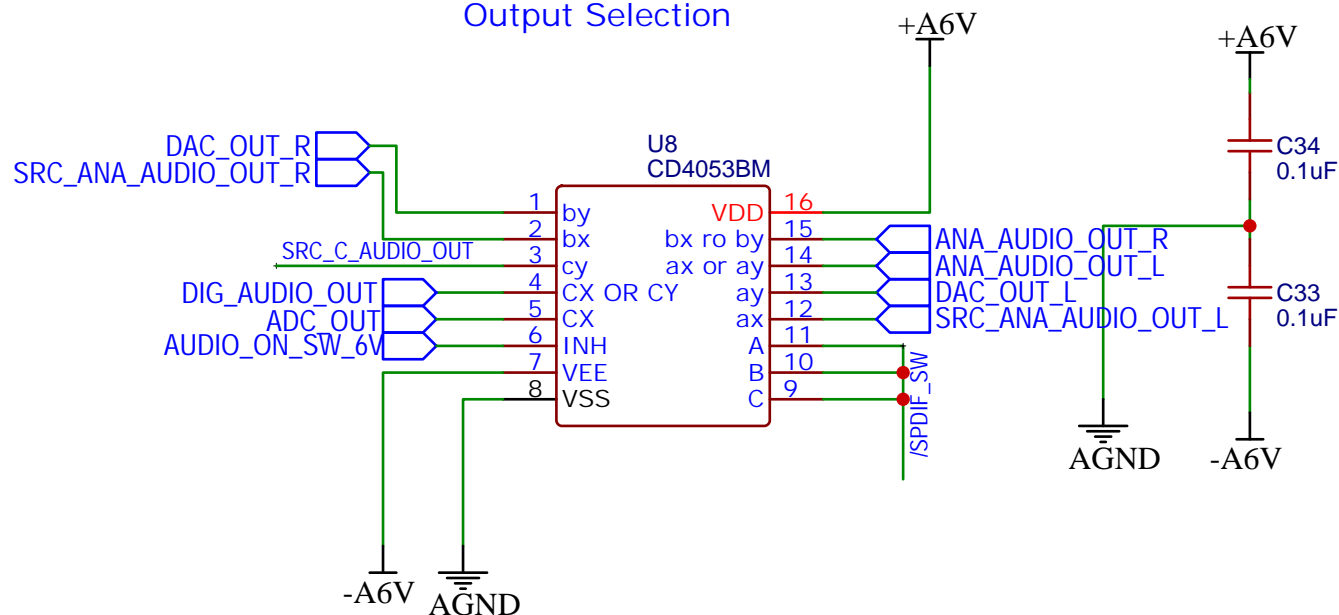 Output Selection
+A6V
+A6V
DAC_OUT_R
SRC_ANA_AUDIO_OUT_R
SRC_C_AUDIO_OUT
DIG_AUDIO_OUT
ADC_OUT
AUDIO_ON_SW_6V
U8
CD4053BM
1 by
2 bx
3 cy
4 CX OR CY
5 CX
6 INH
7 VEE
8 VSS
VDD 16
bx ro by 15
ax or ay 14
ay 13
ax 12
A 11
B 10
C 9
ANA_AUDIO_OUT_R
ANA_AUDIO_OUT_L
DAC_OUT_L
SRC_ANA_AUDIO_OUT_L
/SPDIF_SW
C34
0.1uF
C33
0.1uF
AGND
-A6V
-A6V
AGND